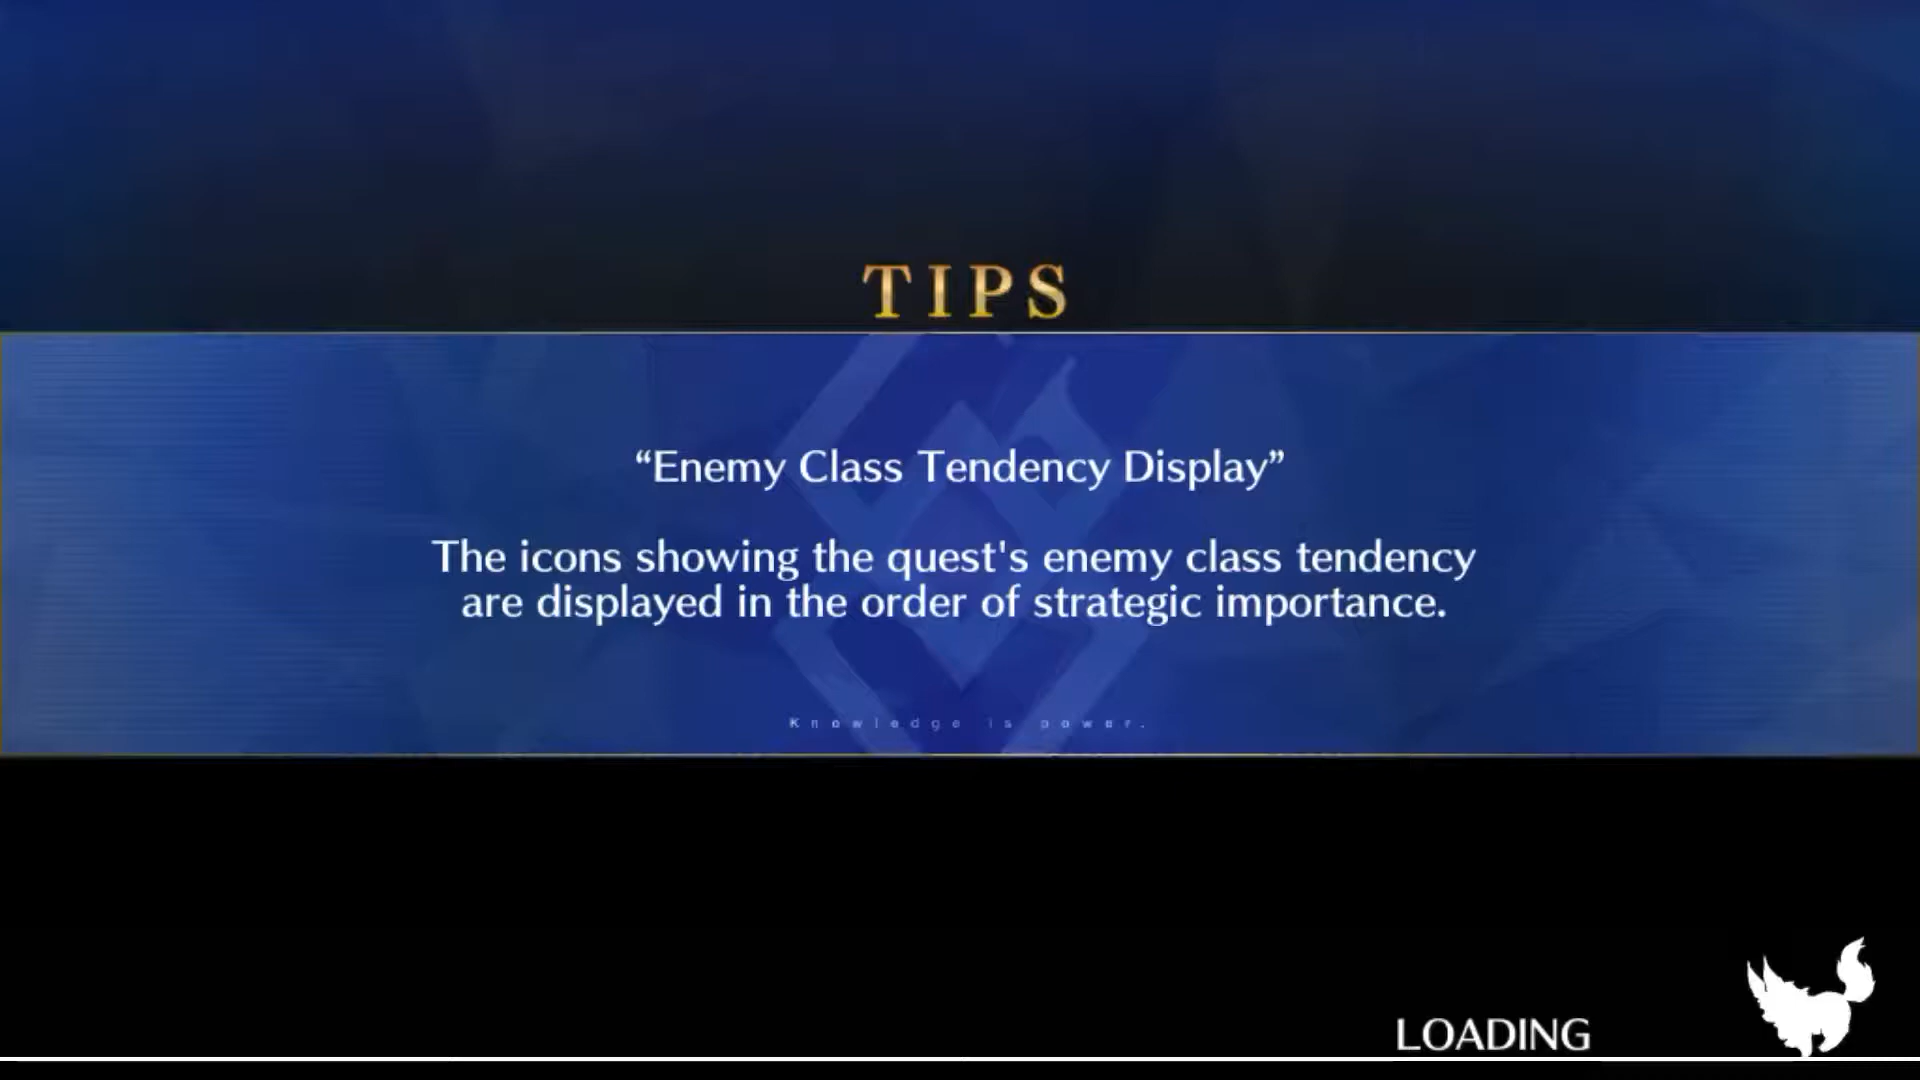 TIPS
“Enemy Class Tendency Display”
The icons showing the quest's enemy class tendency
are displayed in the order of strategic importance.
Knowledge is power.
LOADING